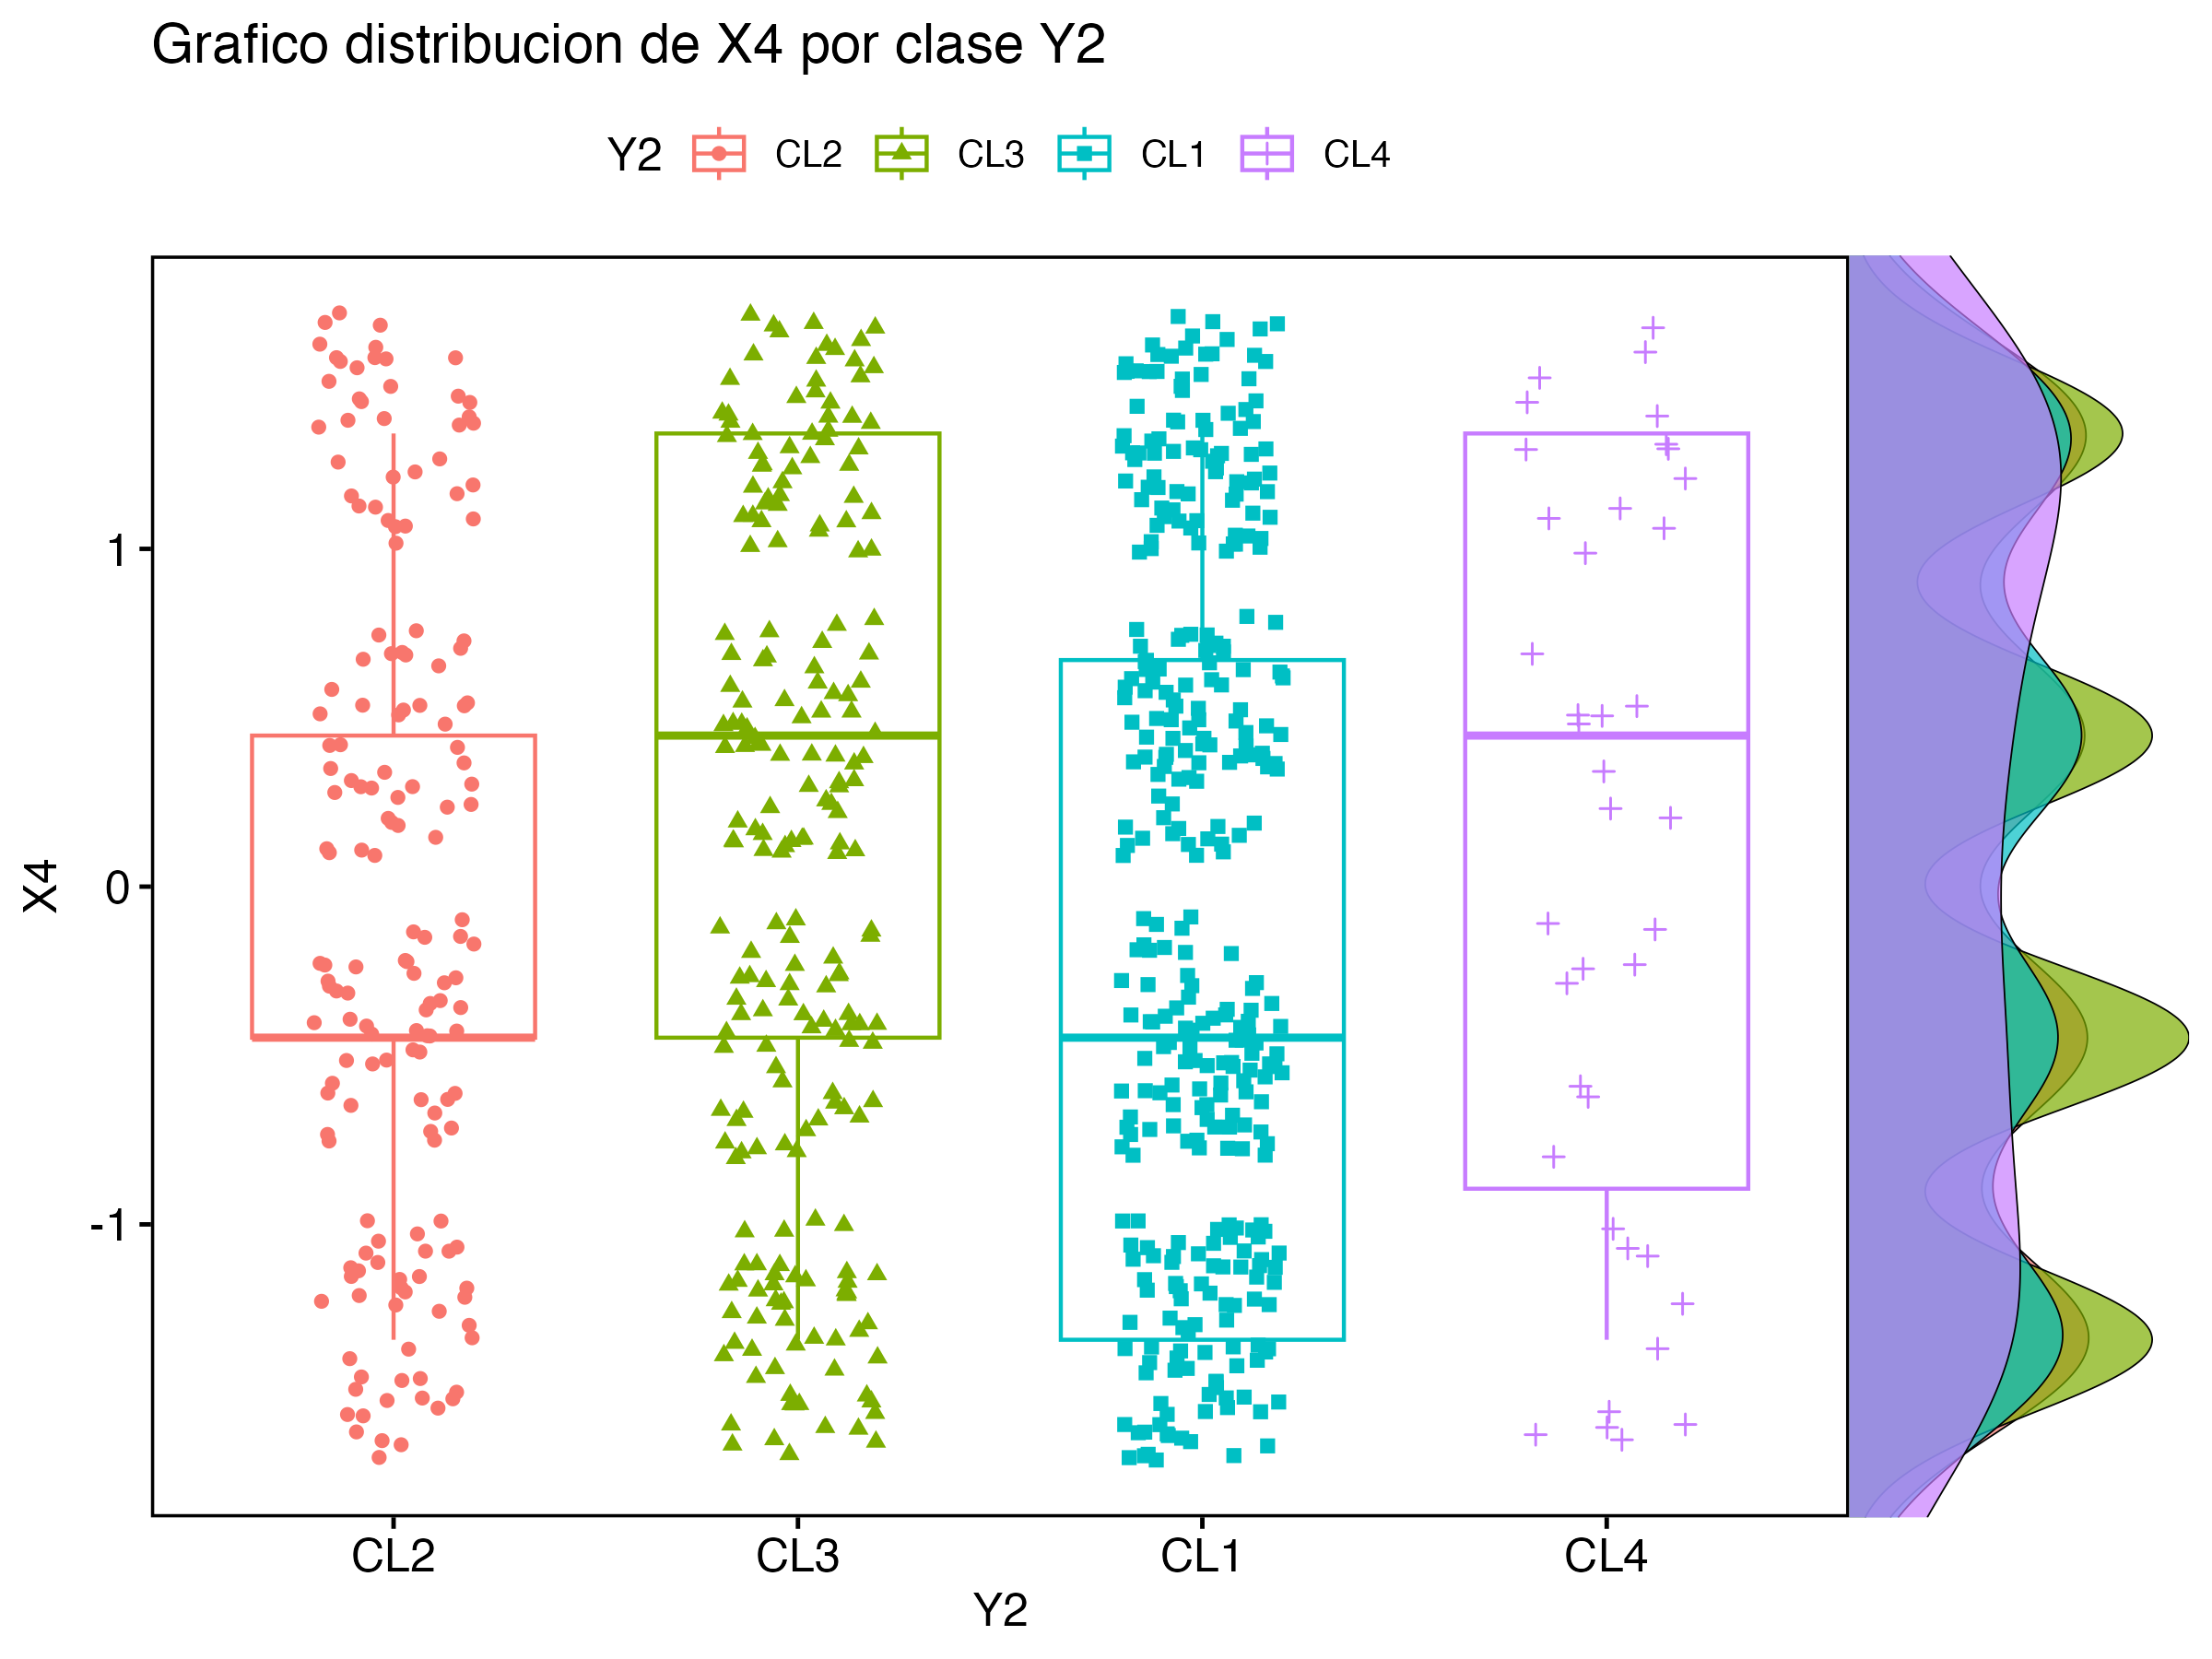 Grafico distribucion de X4 por clase Y2
Y2 CL2 CL3 CL1 CL4
X4
1
0
-1
CL2 CL3 CL1 CL4
Y2